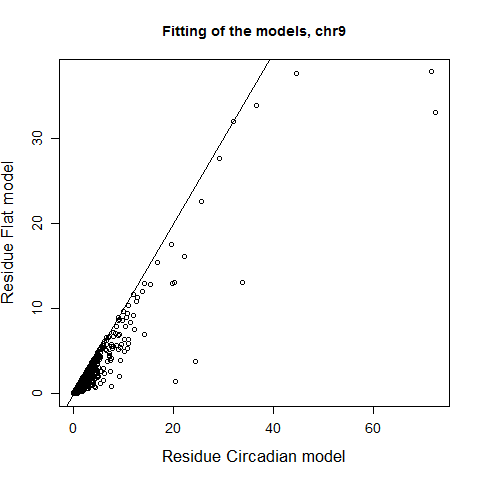 Fitting of the models, chr9
Residue Flat model
30
20
10
0
0 20 40 60
Residue Circadian model